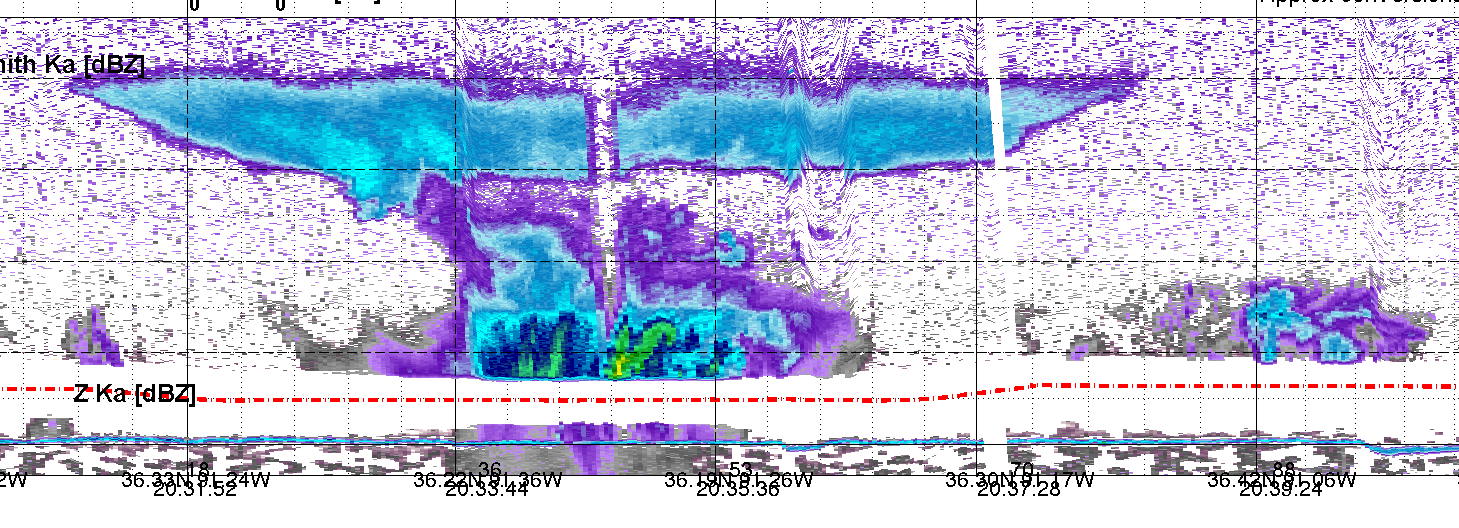 nith Ka [dBZ]
Z Ka [dBZ]
18 36 53 70 88
2W 36.33N 91.24W 36.22N 91.36W 36.19N 91.26W 36.30N 91.17W 36.42N 91.06W
20:31:52 20:33:44 20:35:36 20:37:28 20:39:24